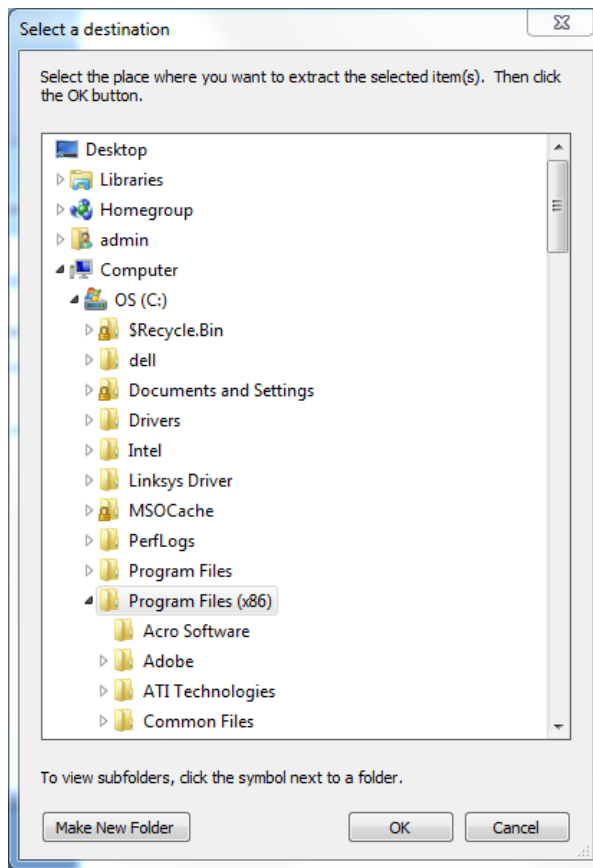 Select a destination
Select the place where you want to extract the selected item(s). Then click
the OK button.
Desktop
Libraries
Homegroup
admin
Computer
OS (C:)
$Recycle.Bin
dell
Documents and Settings
Drivers
Intel
Linksys Driver
MSOCache
PerfLogs
Program Files
Program Files (x86)
Acro Software
Adobe
ATI Technologies
Common Files
To view subfolders, click the symbol next to a folder.
Make New Folder OK Cancel